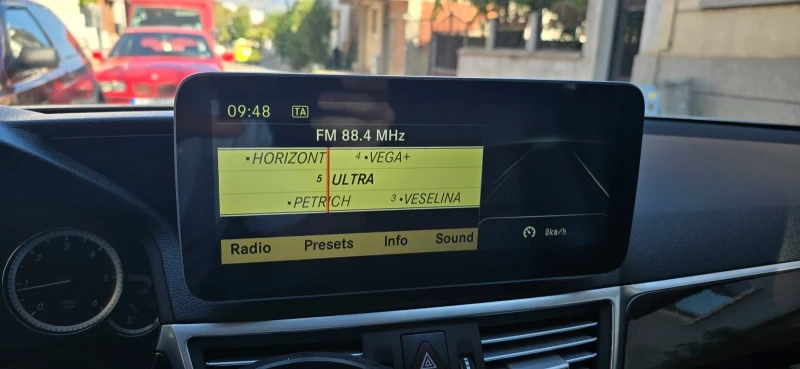 09:48 TA
FM 88.4 MHz
•HORIZONT 4 •VEGA+
5 ULTRA
•PETRICH 3 •VESELINA
Radio Presets Info Sound
0km/h